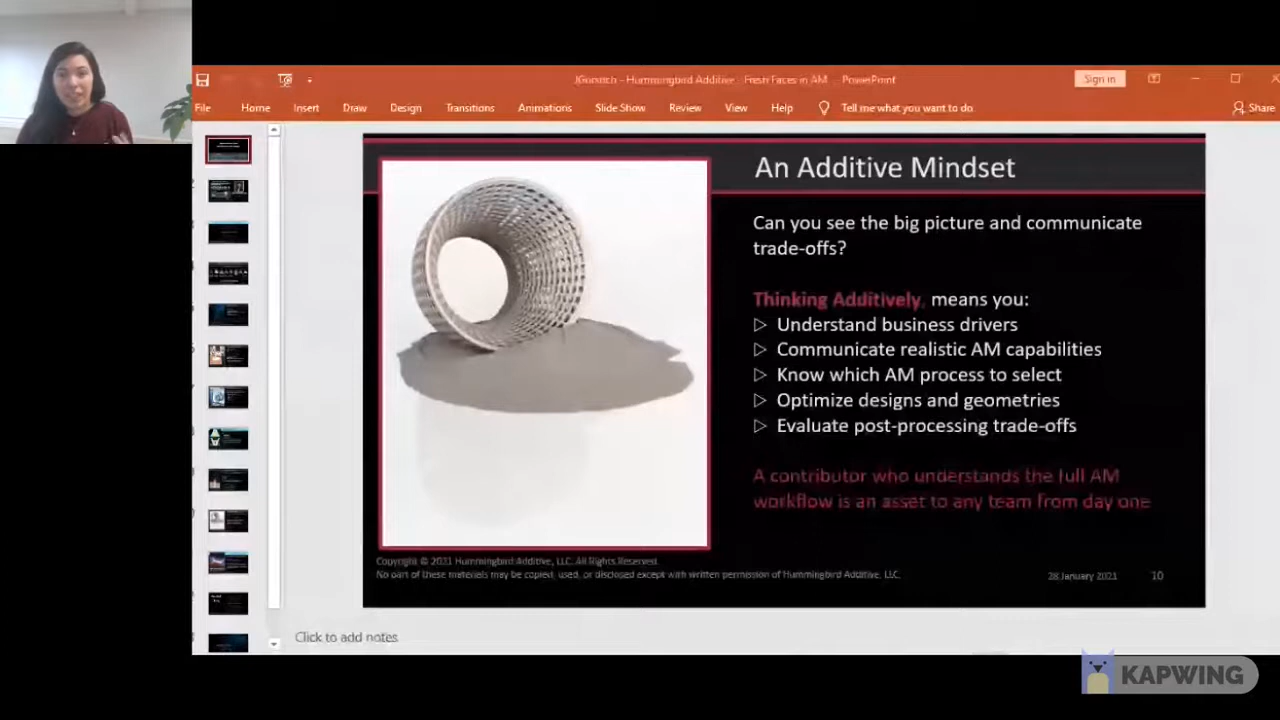 JGorsich - Hummingbird Additive - Fresh Faces in AM - PowerPoint
Sign in
File Home Insert Draw Design Transitions Animations Slide Show Review View Help Tell me what you want to do Share
An Additive Mindset
Can you see the big picture and communicate
trade-offs?
Thinking Additively, means you:
Understand business drivers
Communicate realistic AM capabilities
Know which AM process to select
Optimize designs and geometries
Evaluate post-processing trade-offs
A contributor who understands the full AM
workflow is an asset to any team from day one
Copyright © 2021 Hummingbird Additive, LLC. All Rights Reserved.
No part of these materials may be copied, used, or disclosed except with written permission of Hummingbird Additive, LLC.
28 January 2021 10
Click to add notes
KAPWING